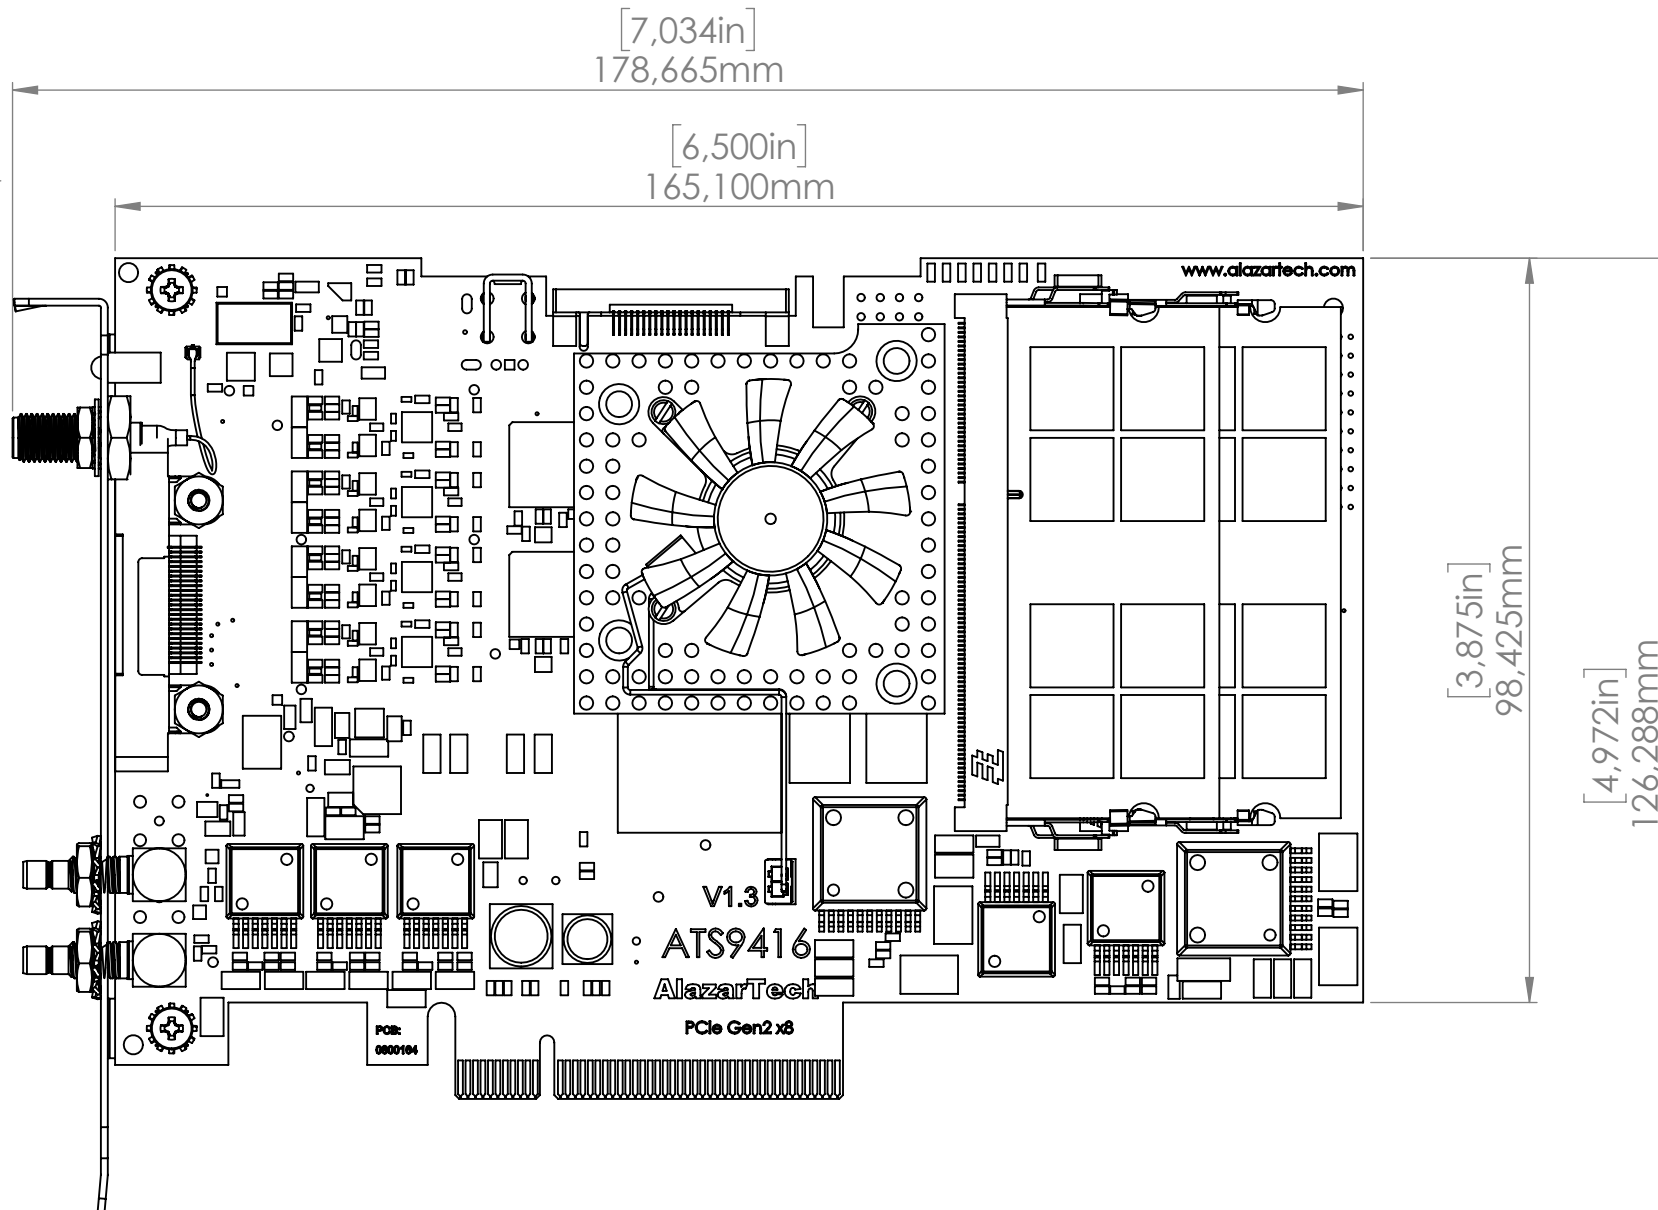 [7,034in]
178,665mm
[6,500in]
165,100mm
www.alazartech.com
[3,875in]
98,425mm
[4,972in]
126,288mm
V1.3
ATS9416
AlazarTech
PCIe Gen2 x8
PCB:
0800164